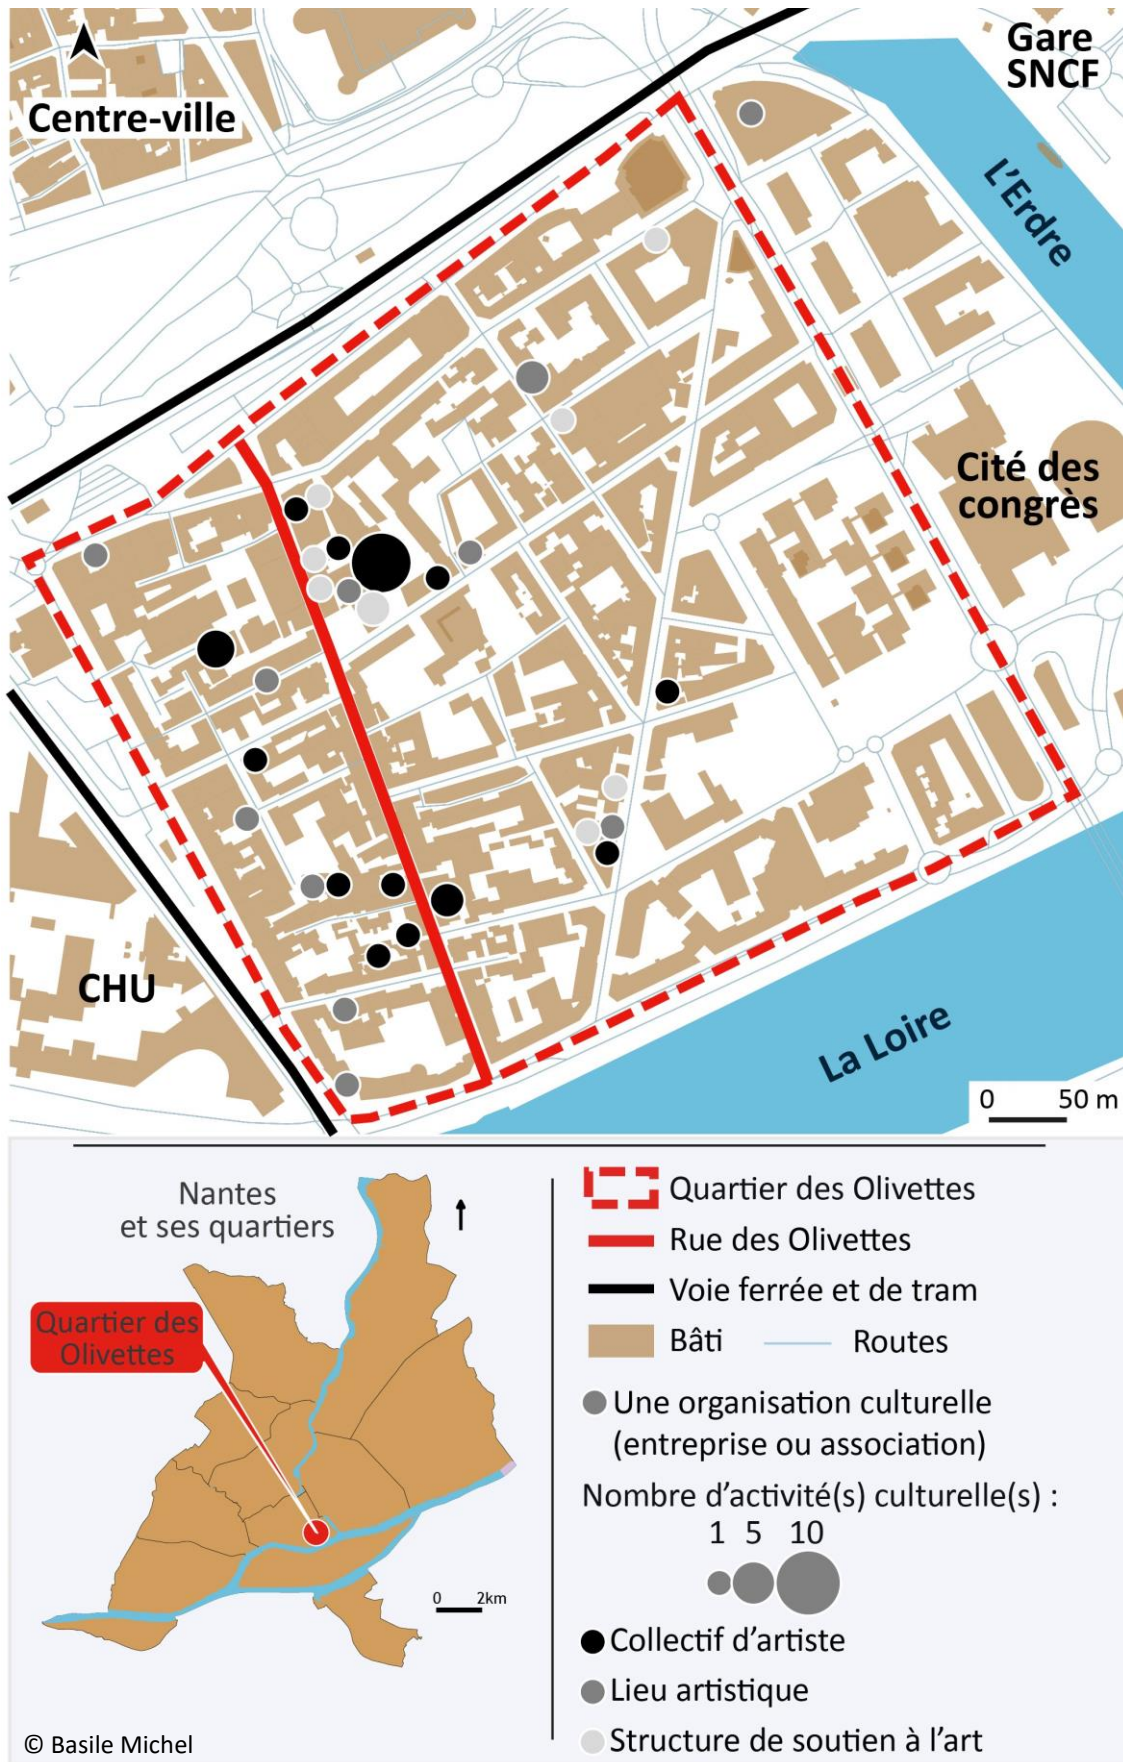 Centre-ville
Gare
SNCF
L'Erdre
Cité des
congrès
CHU
La Loire
0 50 m
Nantes
et ses quartiers
Quartier des
Olivettes
0 2km
© Basile Michel
Quartier des Olivettes
Rue des Olivettes
Voie ferrée et de tram
Bâti Routes
Une organisation culturelle
(entreprise ou association)
Nombre d'activité(s) culturelle(s) :
1 5 10
Collectif d'artiste
Lieu artistique
Structure de soutien à l'art